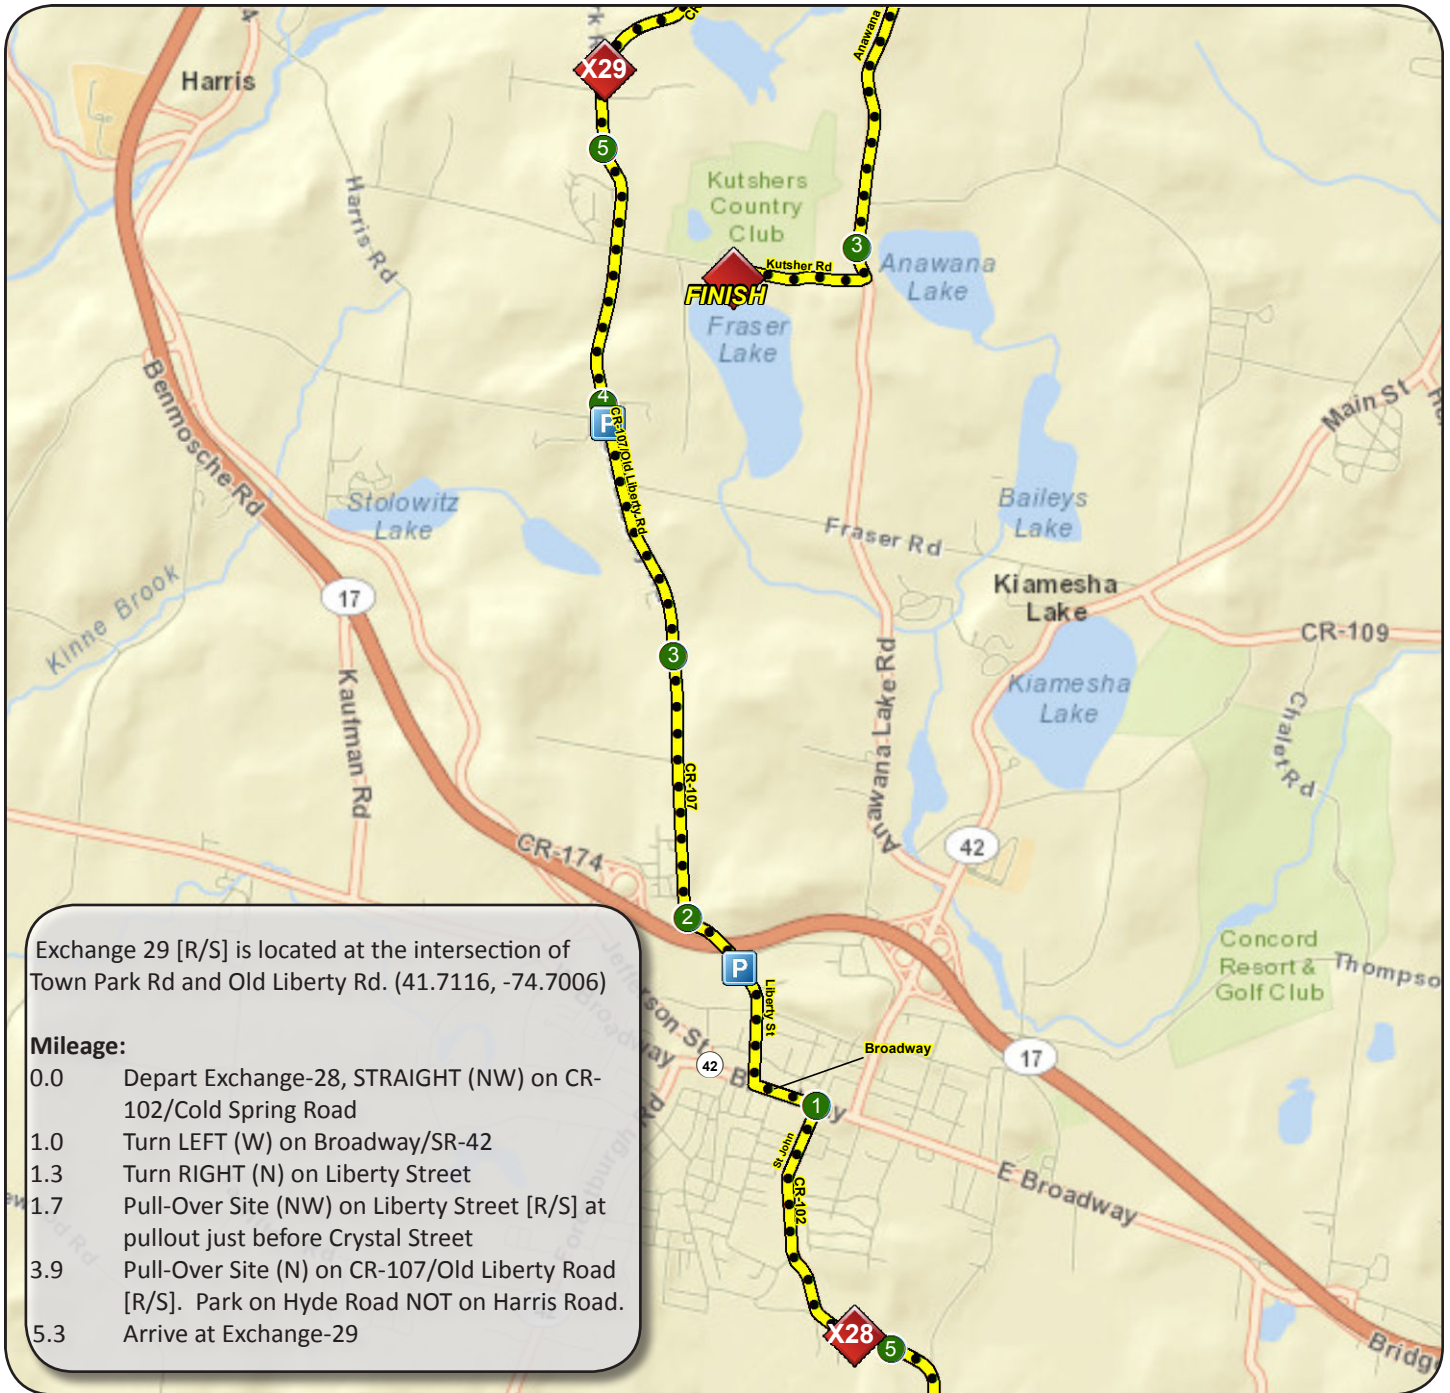 X29
Harris
5
Harris Rd
Kutshers
Country
Club
Anawana
3
Kutsher Rd
FINISH
Anawana
Lake
Fraser
Lake
4
P
CR-107/Old Liberty Rd
Benmosche Rd
Main St
Stolowitz
Lake
Baileys
Lake
Fraser Rd
Kinne Brook
17
Kiamesha
Lake
CR-109
3
Kiamesha
Lake
Kaufman Rd
Anawana Lake Rd
Chalet Rd
CR-107
CR-174
42
2
P
Concord
Resort &
Golf Club
Jefferson St
Broadway
Liberty St
Broadway
42
17
1
St John
CR-102
E Broadway
X28
5
Exchange 29 [R/S] is located at the intersection of
Town Park Rd and Old Liberty Rd. (41.7116, -74.7006)
Mileage:
0.0 Depart Exchange-28, STRAIGHT (NW) on CR-
102/Cold Spring Road
1.0 Turn LEFT (W) on Broadway/SR-42
1.3 Turn RIGHT (N) on Liberty Street
1.7 Pull-Over Site (NW) on Liberty Street [R/S] at
pullout just before Crystal Street
3.9 Pull-Over Site (N) on CR-107/Old Liberty Road
[R/S]. Park on Hyde Road NOT on Harris Road.
5.3 Arrive at Exchange-29